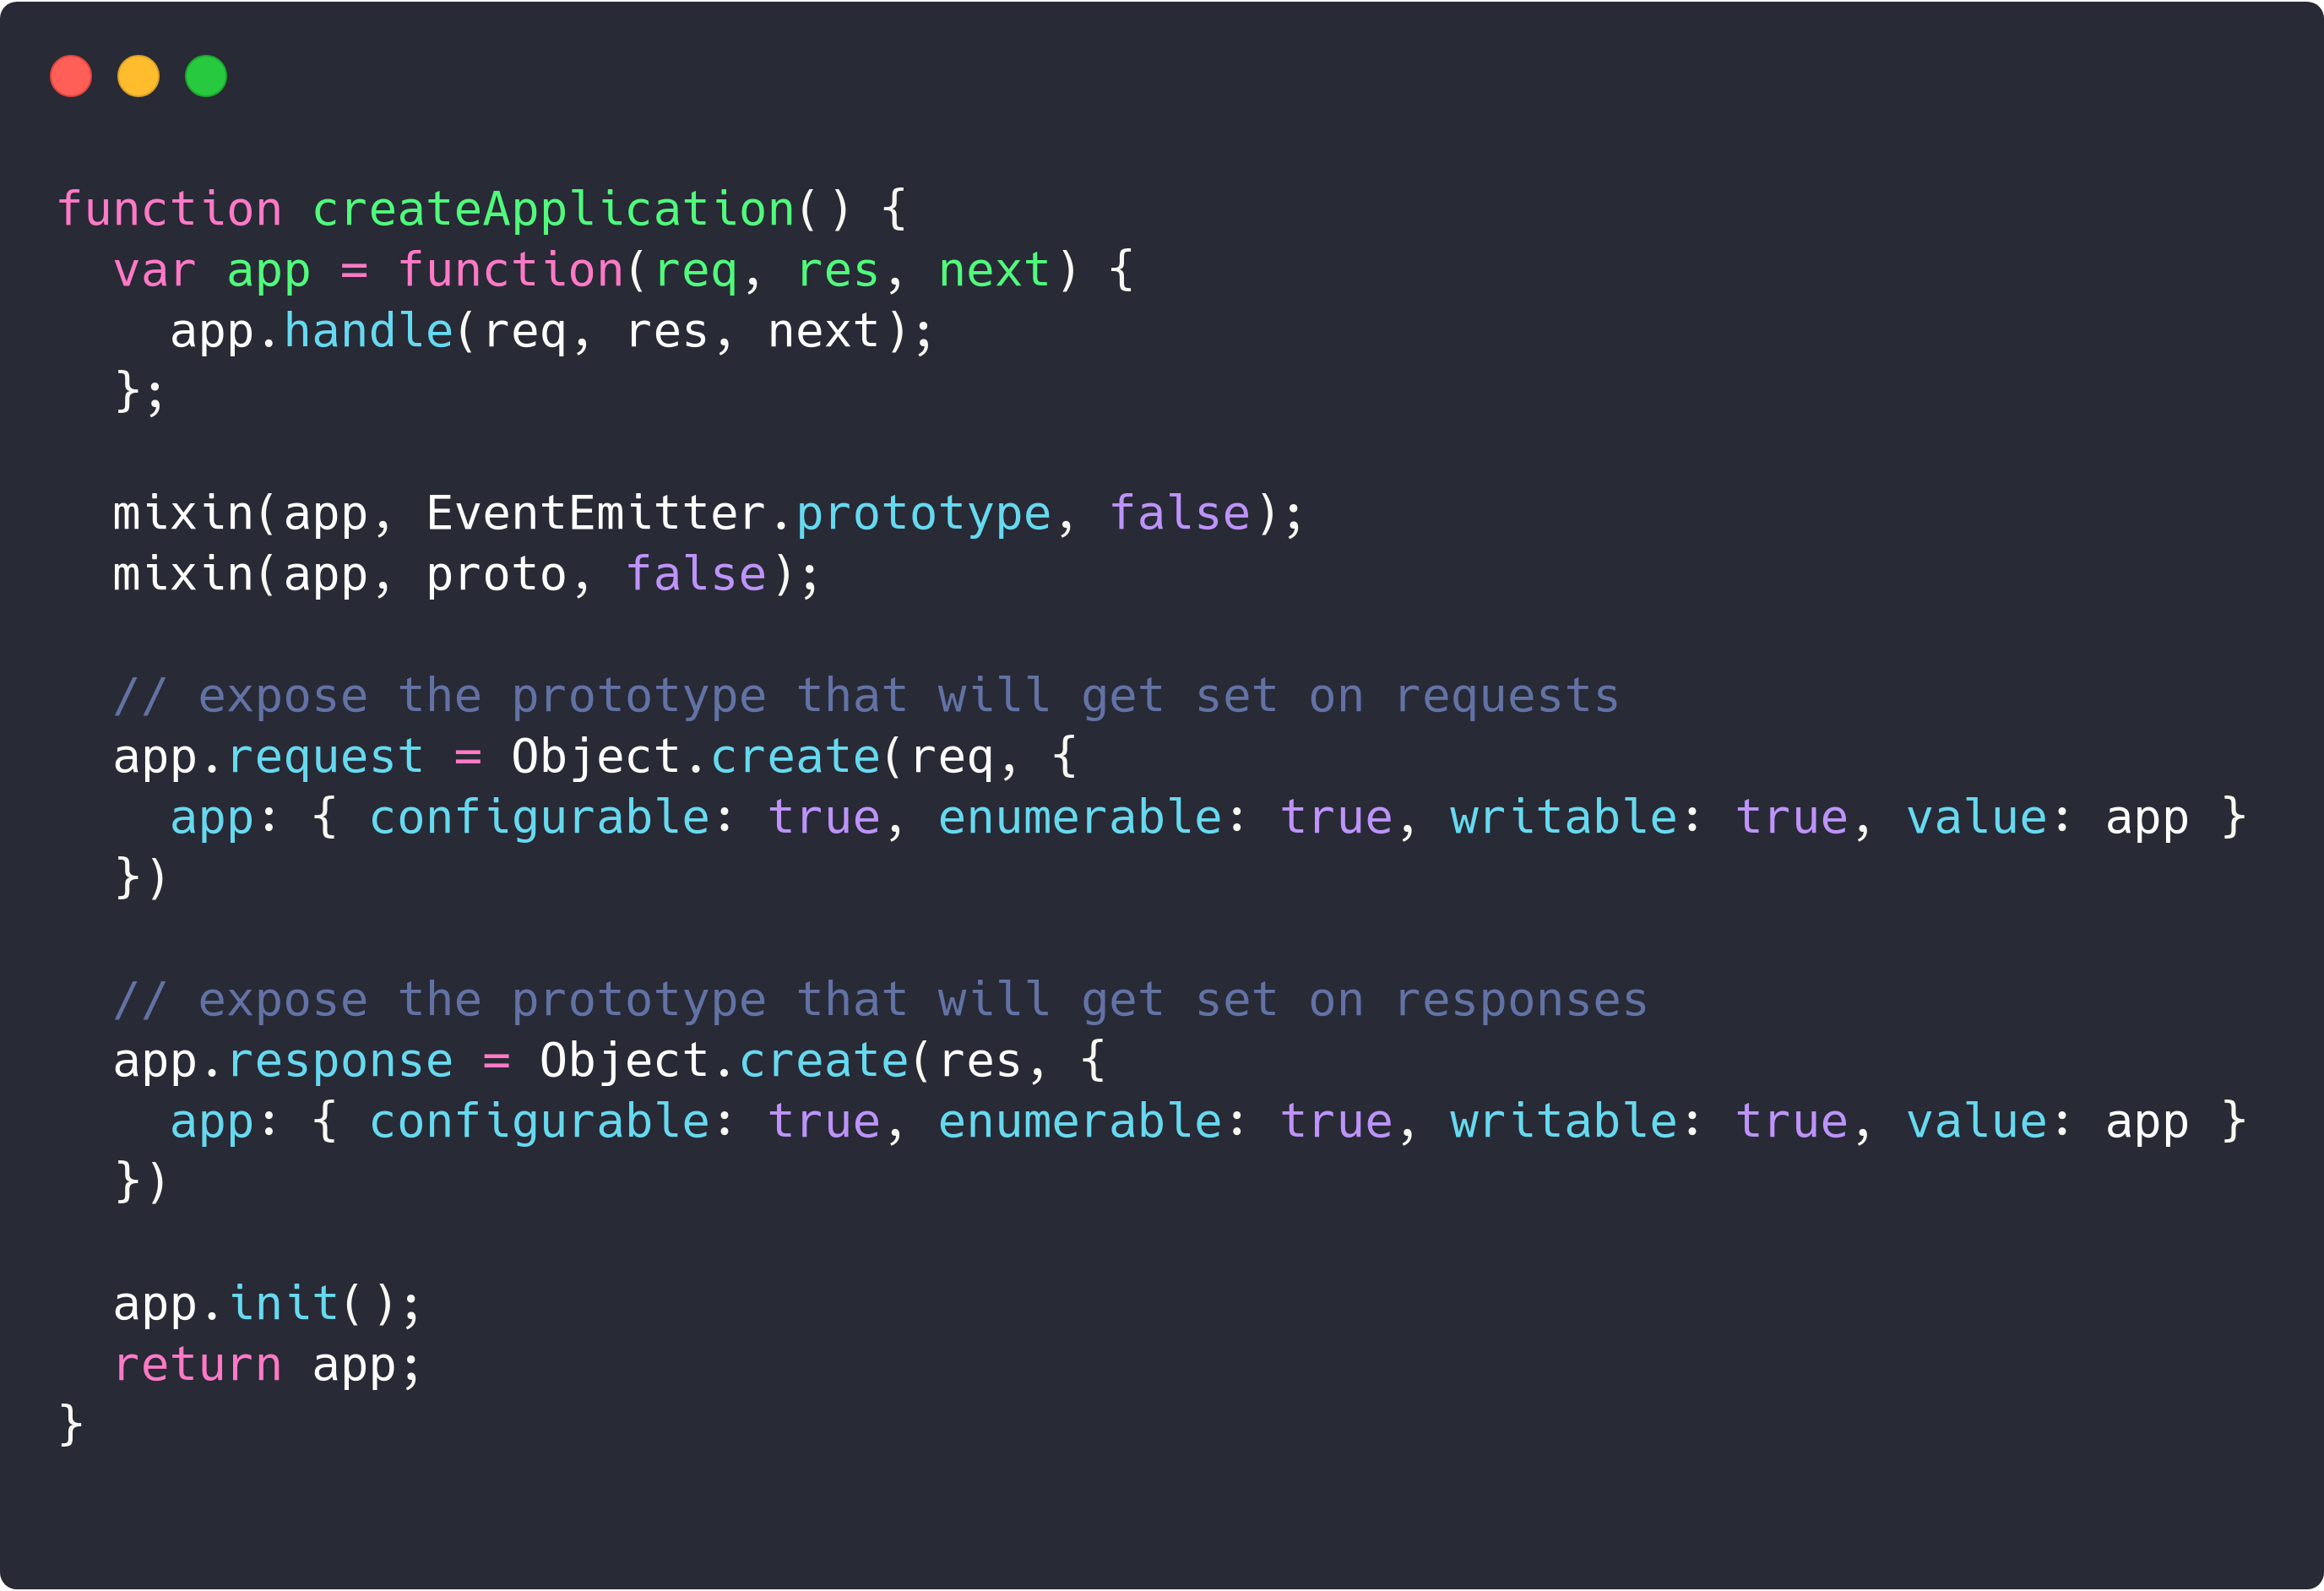 function createApplication() {
  var app = function(req, res, next) {
    app.handle(req, res, next);
  };

  mixin(app, EventEmitter.prototype, false);
  mixin(app, proto, false);

  // expose the prototype that will get set on requests
  app.request = Object.create(req, {
    app: { configurable: true, enumerable: true, writable: true, value: app }
  })

  // expose the prototype that will get set on responses
  app.response = Object.create(res, {
    app: { configurable: true, enumerable: true, writable: true, value: app }
  })

  app.init();
  return app;
}